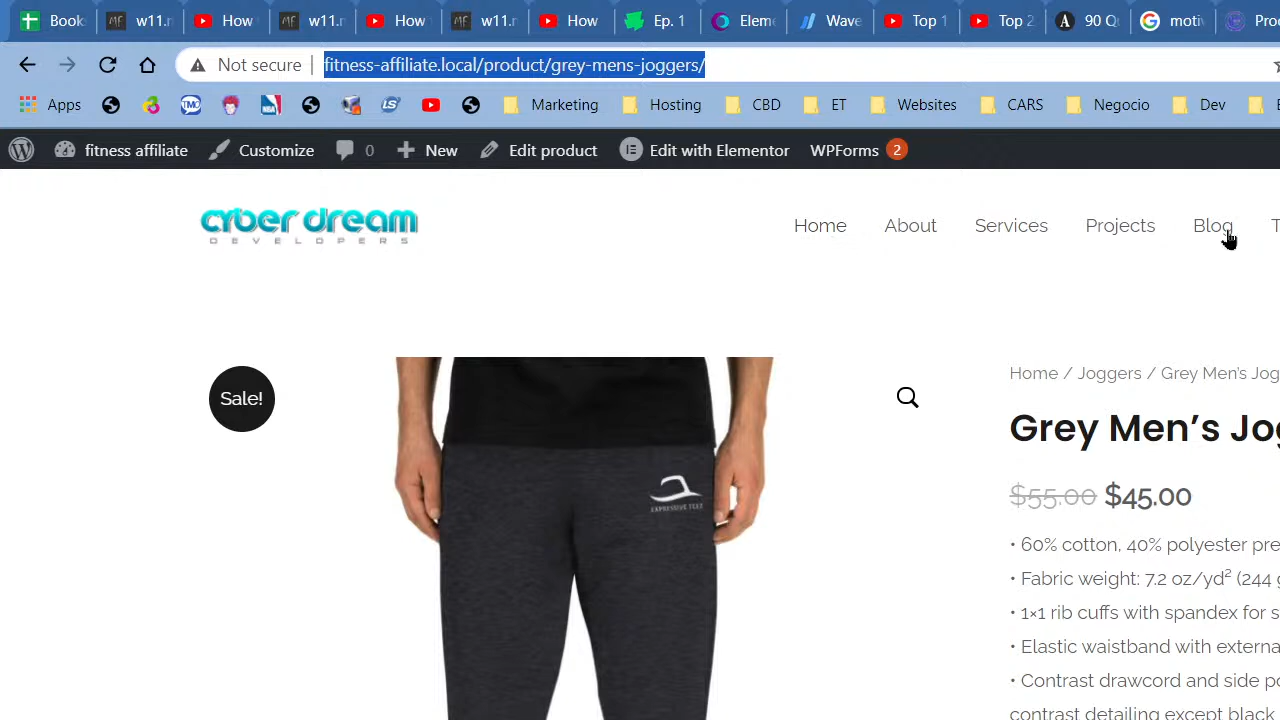 Book
w11.r
How
w11.n
How
w11.r
How
Ep. 1
Elem
Wave
Top 1
Top 2
90 Q
moti
Pro
Not secure
fitness-affiliate.local/product/grey-mens-joggers/
Apps
TMO
LS
Marketing
Hosting
CBD
ET
Websites
CARS
Negocio
Dev
fitness affiliate
Customize
0
New
Edit product
Edit with Elementor
WPForms 2
cyber dream
DEVELOPERS
Home
About
Services
Projects
Blog
T
Sale!
EXPRESSIVE TEEZ
Home / Joggers / Grey Men’s Jog
Grey Men’s Jog
$55.00 $45.00
• 60% cotton, 40% polyester pre
• Fabric weight: 7.2 oz/yd² (244 g
• 1×1 rib cuffs with spandex for s
• Elastic waistband with externa
• Contrast drawcord and side po
contrast detailing except black